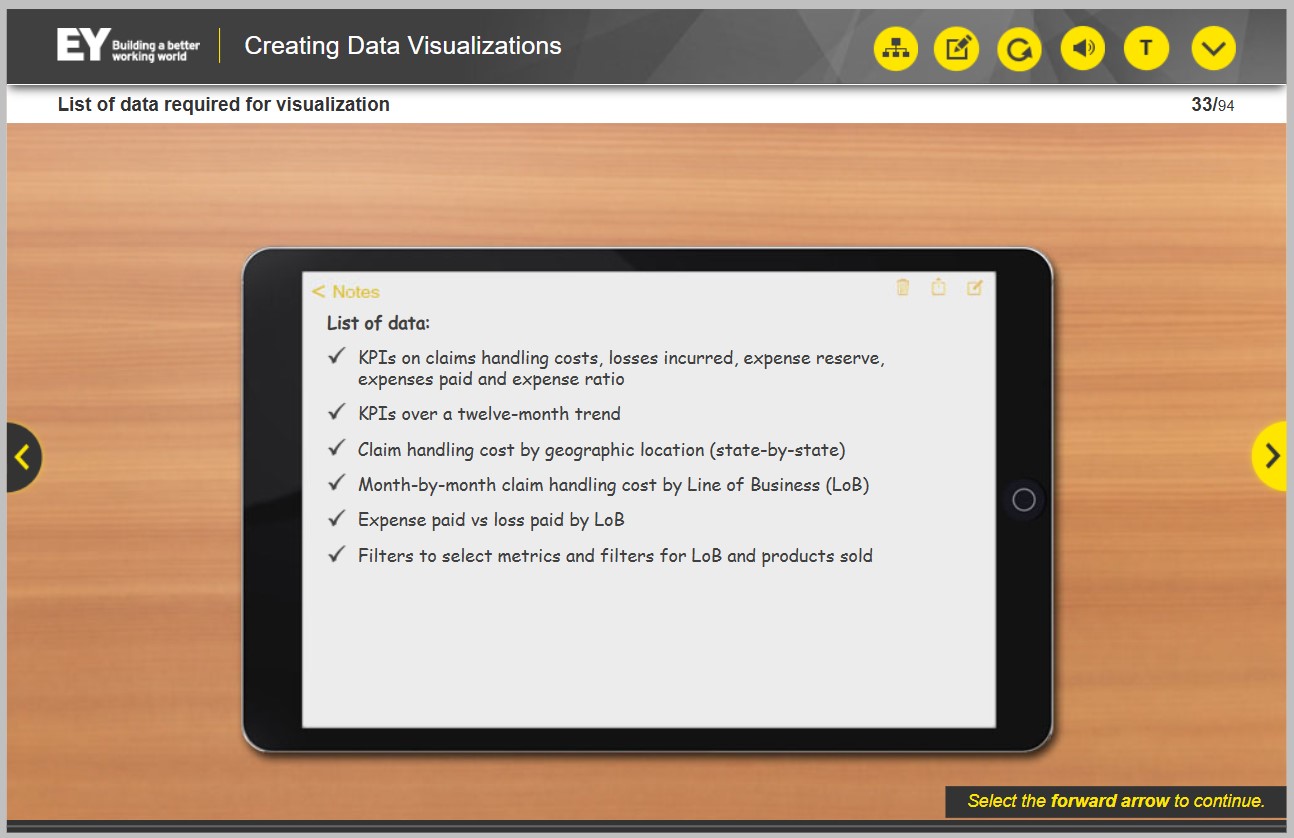 EY Building a better
working world
Creating Data Visualizations
T
List of data required for visualization
33/94
< Notes
List of data:
✓ KPIs on claims handling costs, losses incurred, expense reserve,
expenses paid and expense ratio
✓ KPIs over a twelve-month trend
✓ Claim handling cost by geographic location (state-by-state)
✓ Month-by-month claim handling cost by Line of Business (LoB)
✓ Expense paid vs loss paid by LoB
✓ Filters to select metrics and filters for LoB and products sold
Select the forward arrow to continue.